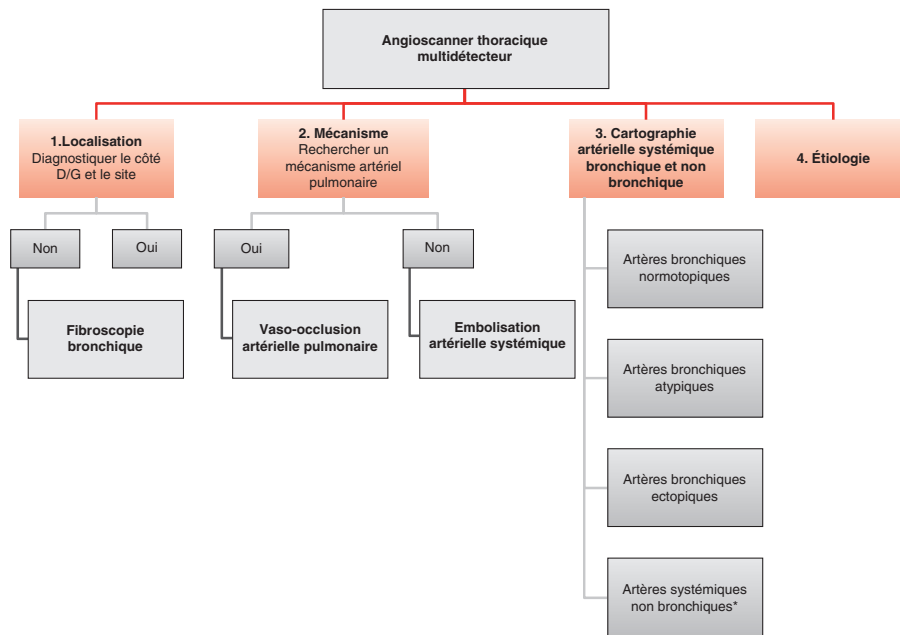 Angioscanner thoracique
multidétecteur
1.Localisation
Diagnostiquer le côté
D/G et le site
2. Mécanisme
Rechercher un
mécanisme artériel
pulmonaire
3. Cartographie
artérielle systémique
bronchique et non
bronchique
4. Étiologie
Non
Oui
Oui
Non
Fibroscopie
bronchique
Vaso-occlusion
artérielle pulmonaire
Embolisation
artérielle systémique
Artères bronchiques
normotopiques
Artères bronchiques
atypiques
Artères bronchiques
ectopiques
Artères systémiques
non bronchiques*